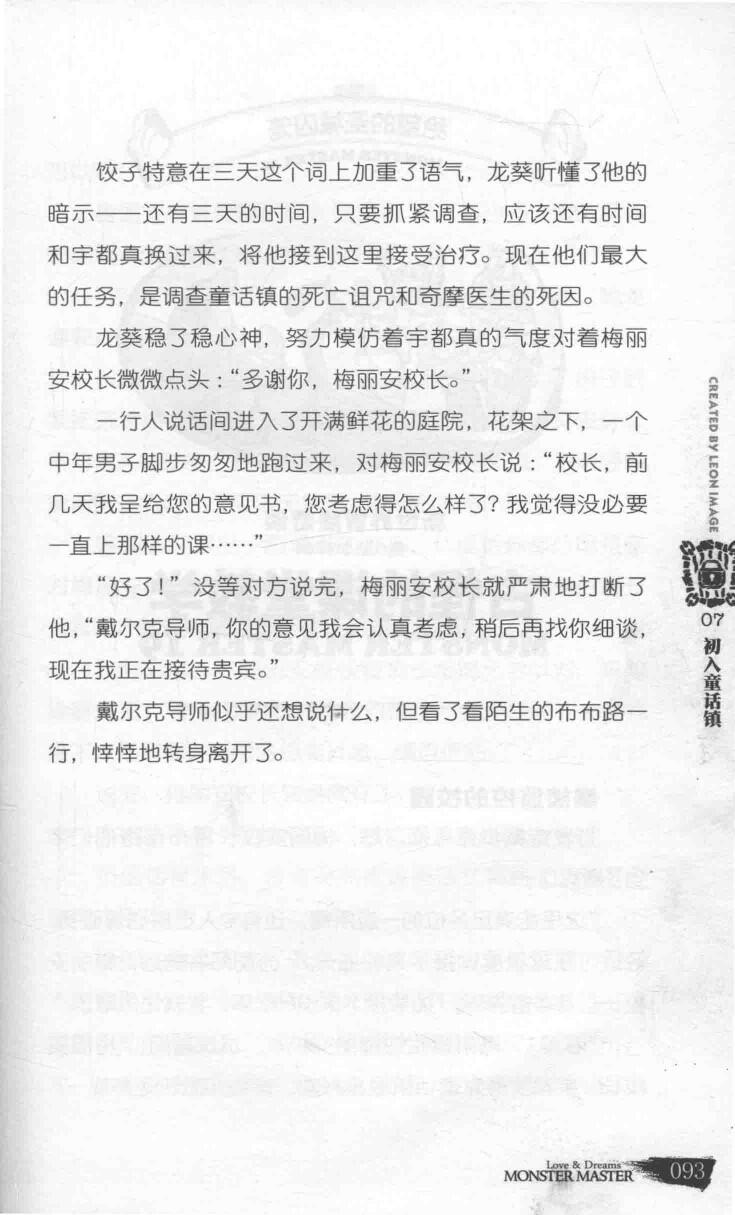 饺子特意在三天这个词上加重了语气，龙葵听懂了他的
暗示——还有三天的时间，只要抓紧调查，应该还有时间
和宇都真换过来，将他接到这里接受治疗。现在他们最大
的任务，是调查童话镇的死亡诅咒和奇摩医生的死因。
龙葵稳了稳心神，努力模仿着宇都真的气度对着梅丽
安校长微微点头：“多谢你，梅丽安校长。”
一行人说话间进入了开满鲜花的庭院，花架之下，一个
中年男子脚步匆匆地跑过来，对梅丽安校长说：“校长，前
几天我呈给您的意见书，您考虑得怎么样了？我觉得没必要
一直上那样的课……”
“好了！”没等对方说完，梅丽安校长就严肃地打断了
他，“戴尔克导师，你的意见我会认真考虑，稍后再找你细谈，
现在我正在接待贵宾。”
戴尔克导师似乎还想说什么，但看了看陌生的布布路一
行，悻悻地转身离开了。
CREATED BY LEON IMAGE
07
初入童话镇
Love & Dreams
MONSTER MASTER
093